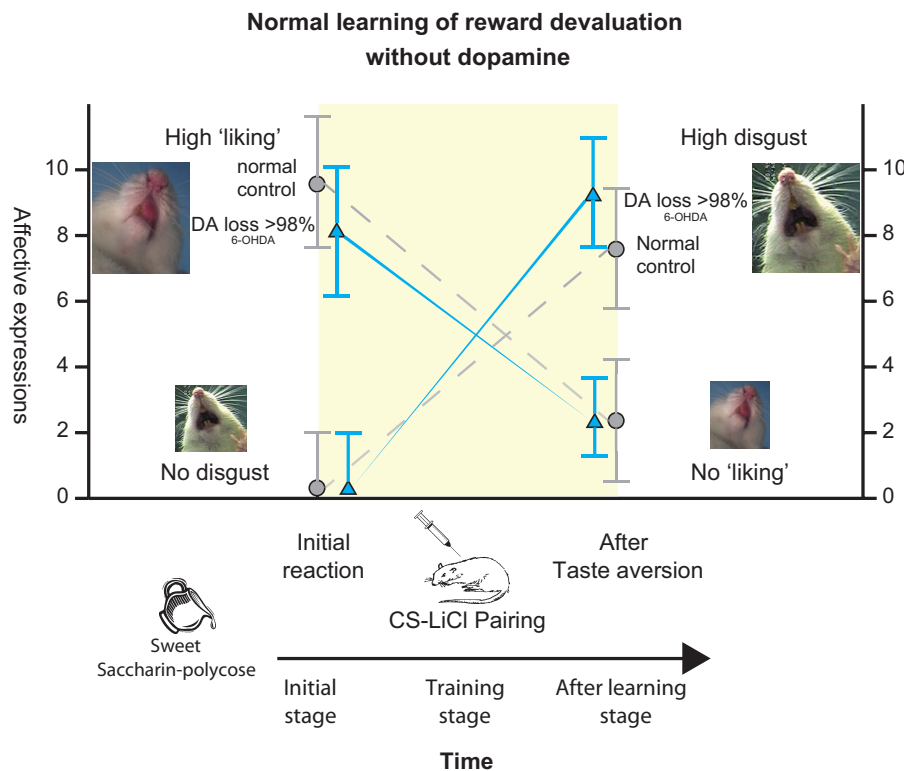 Normal learning of reward devaluation
without dopamine
High ‘liking’
High disgust
normal
control
DA loss >98%
6-OHDA
DA loss >98%
6-OHDA
Normal
control
No disgust
No ‘liking’
Affective expressions
10
8
6
4
2
0
10
8
6
4
2
0
Initial
reaction
After
Taste aversion
CS-LiCl Pairing
Sweet
Saccharin-polycose
Initial
stage
Training
stage
After learning
stage
Time